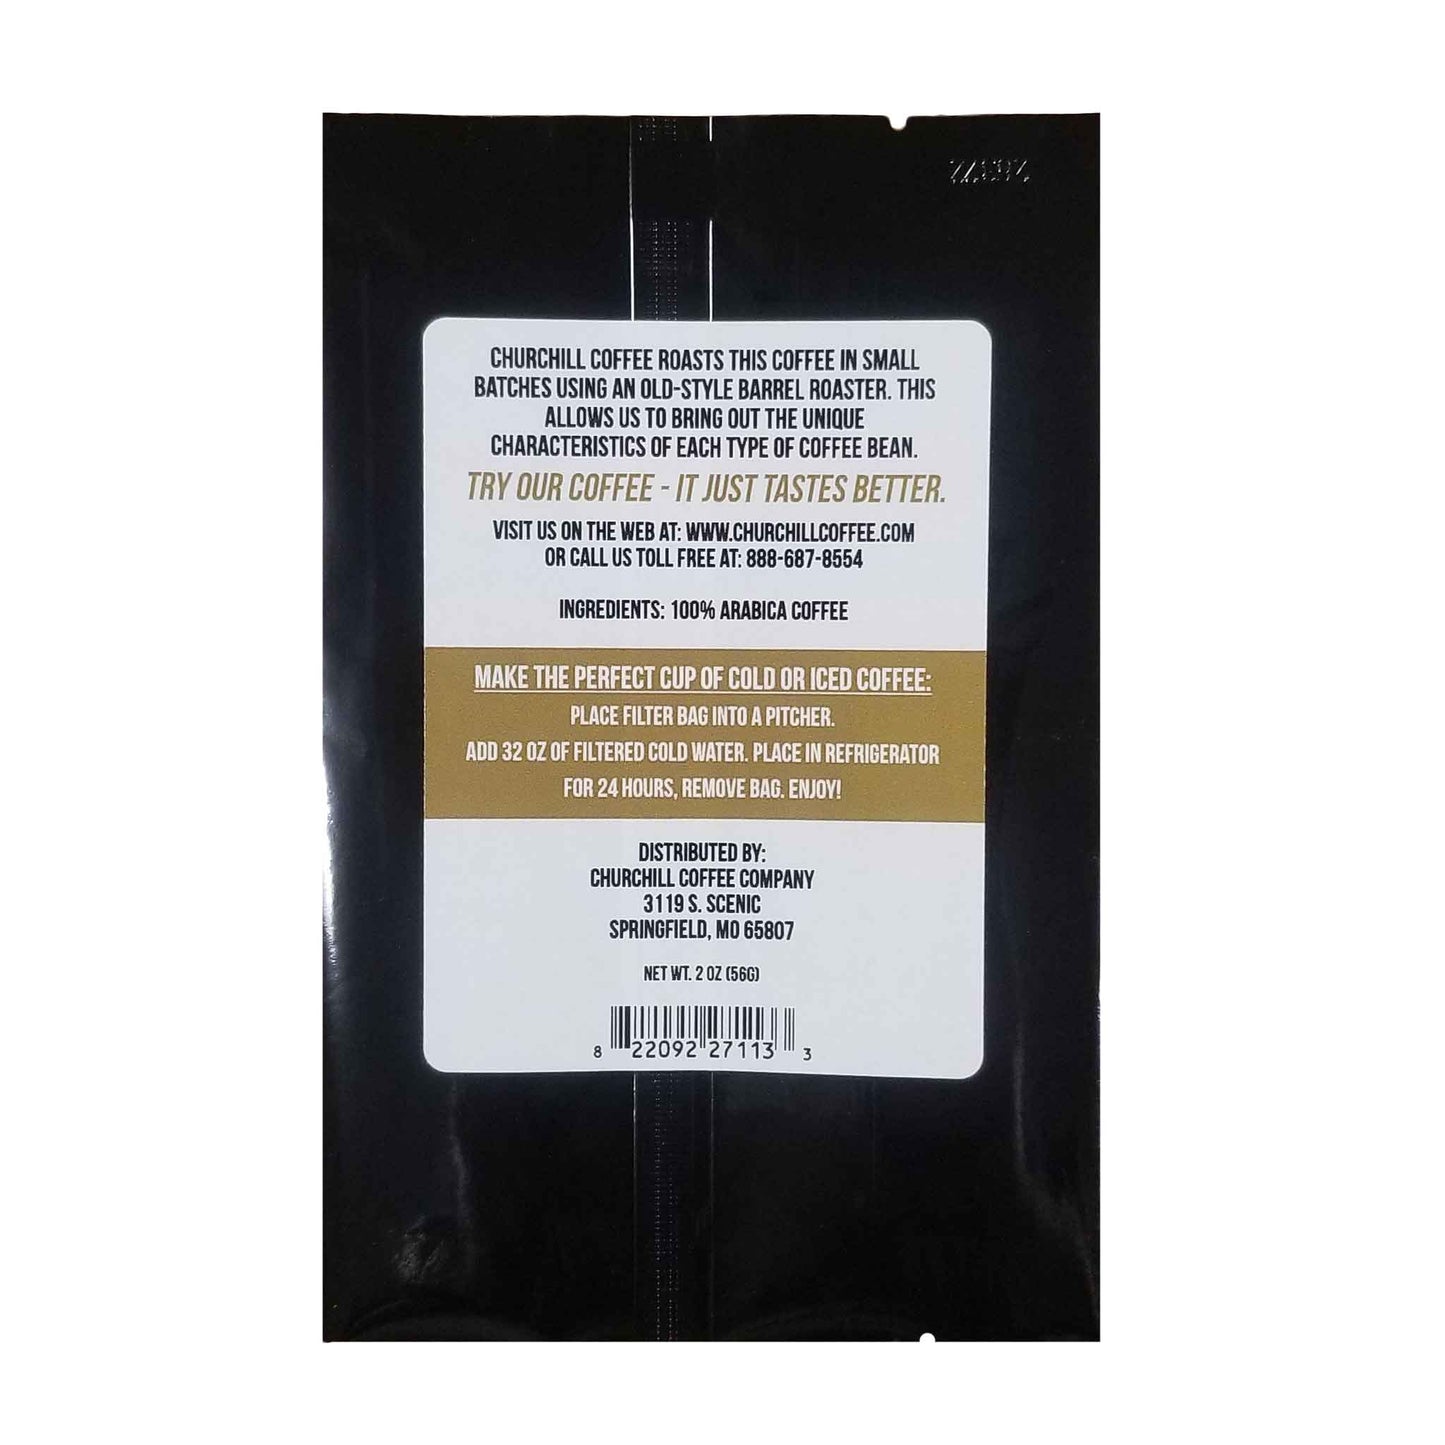 CHURCHILL COFFEE ROASTS THIS COFFEE IN SMALL
BATCHES USING AN OLD-STYLE BARREL ROASTER. THIS
ALLOWS US TO BRING OUT THE UNIQUE
CHARACTERISTICS OF EACH TYPE OF COFFEE BEAN.
TRY OUR COFFEE - IT JUST TASTES BETTER.
VISIT US ON THE WEB AT: WWW.CHURCHILLCOFFEE.COM
OR CALL US TOLL FREE AT: 888-687-8554
INGREDIENTS: 100% ARABICA COFFEE
MAKE THE PERFECT CUP OF COLD OR ICED COFFEE:
PLACE FILTER BAG INTO A PITCHER.
ADD 32 OZ OF FILTERED COLD WATER. PLACE IN REFRIGERATOR
FOR 24 HOURS, REMOVE BAG. ENJOY!
DISTRIBUTED BY:
CHURCHILL COFFEE COMPANY
3119 S. SCENIC
SPRINGFIELD, MO 65807
NET WT. 2 OZ (56G)
8 22092 27113 3